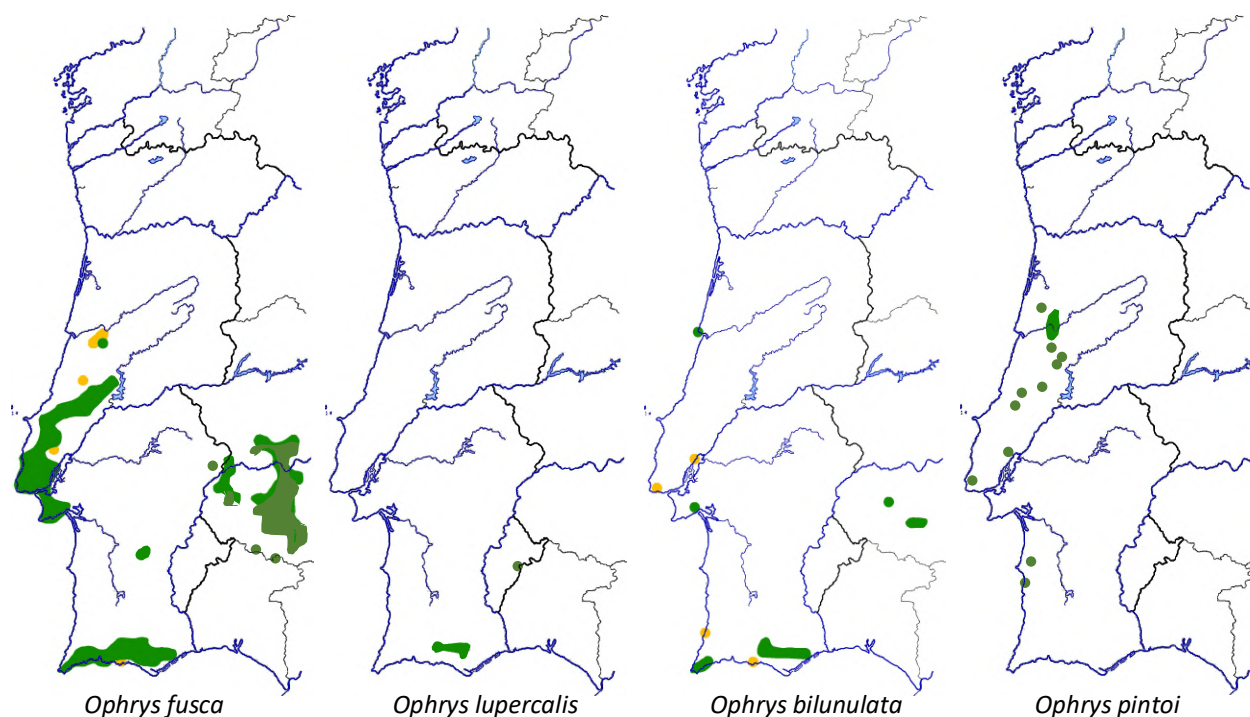 Ophrys fusca
Ophrys lupercalis
Ophrys bilunulata
Ophrys pintoi